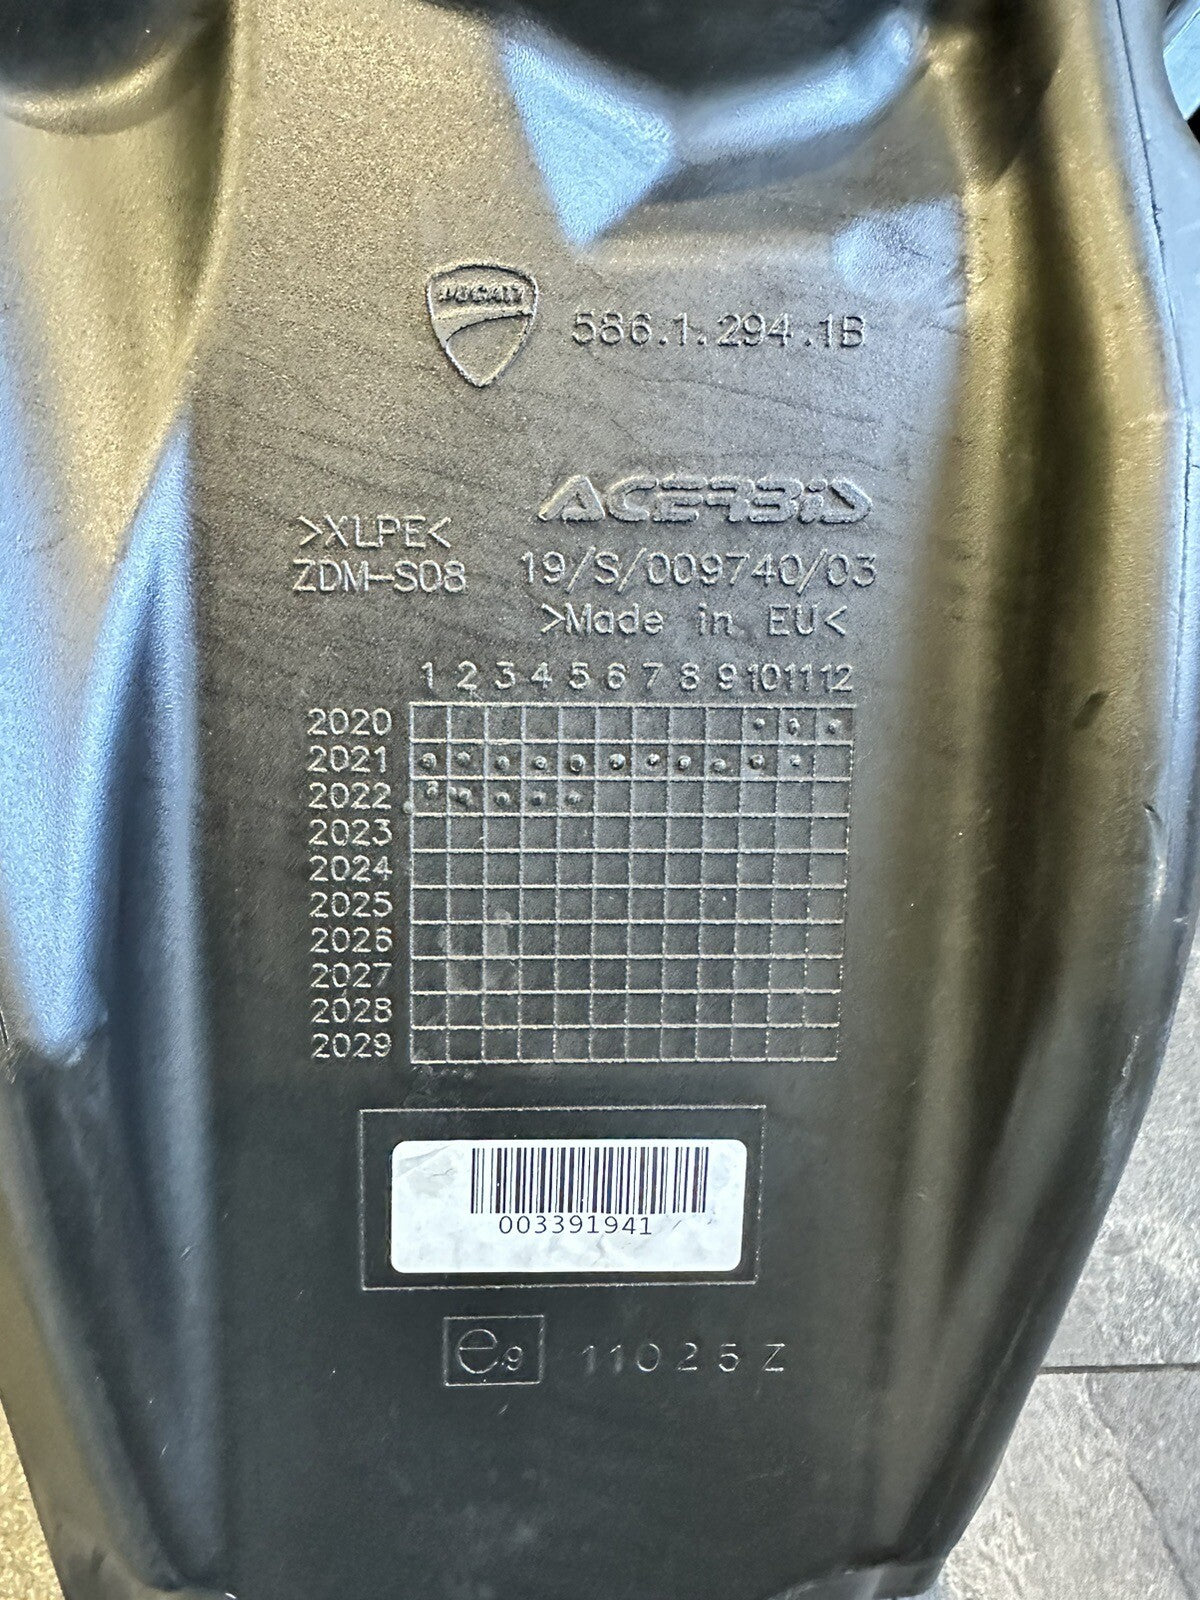 DUCATI
586.1.294.1B
ACERBIS
>XLPE<
ZDM-S08
19/S/009740/03
>Made in EU<
1 2 3 4 5 6 7 8 9 10 11 12
2020
2021
2022
2023
2024
2025
2026
2027
2028
2029
003391941
e9 11025Z